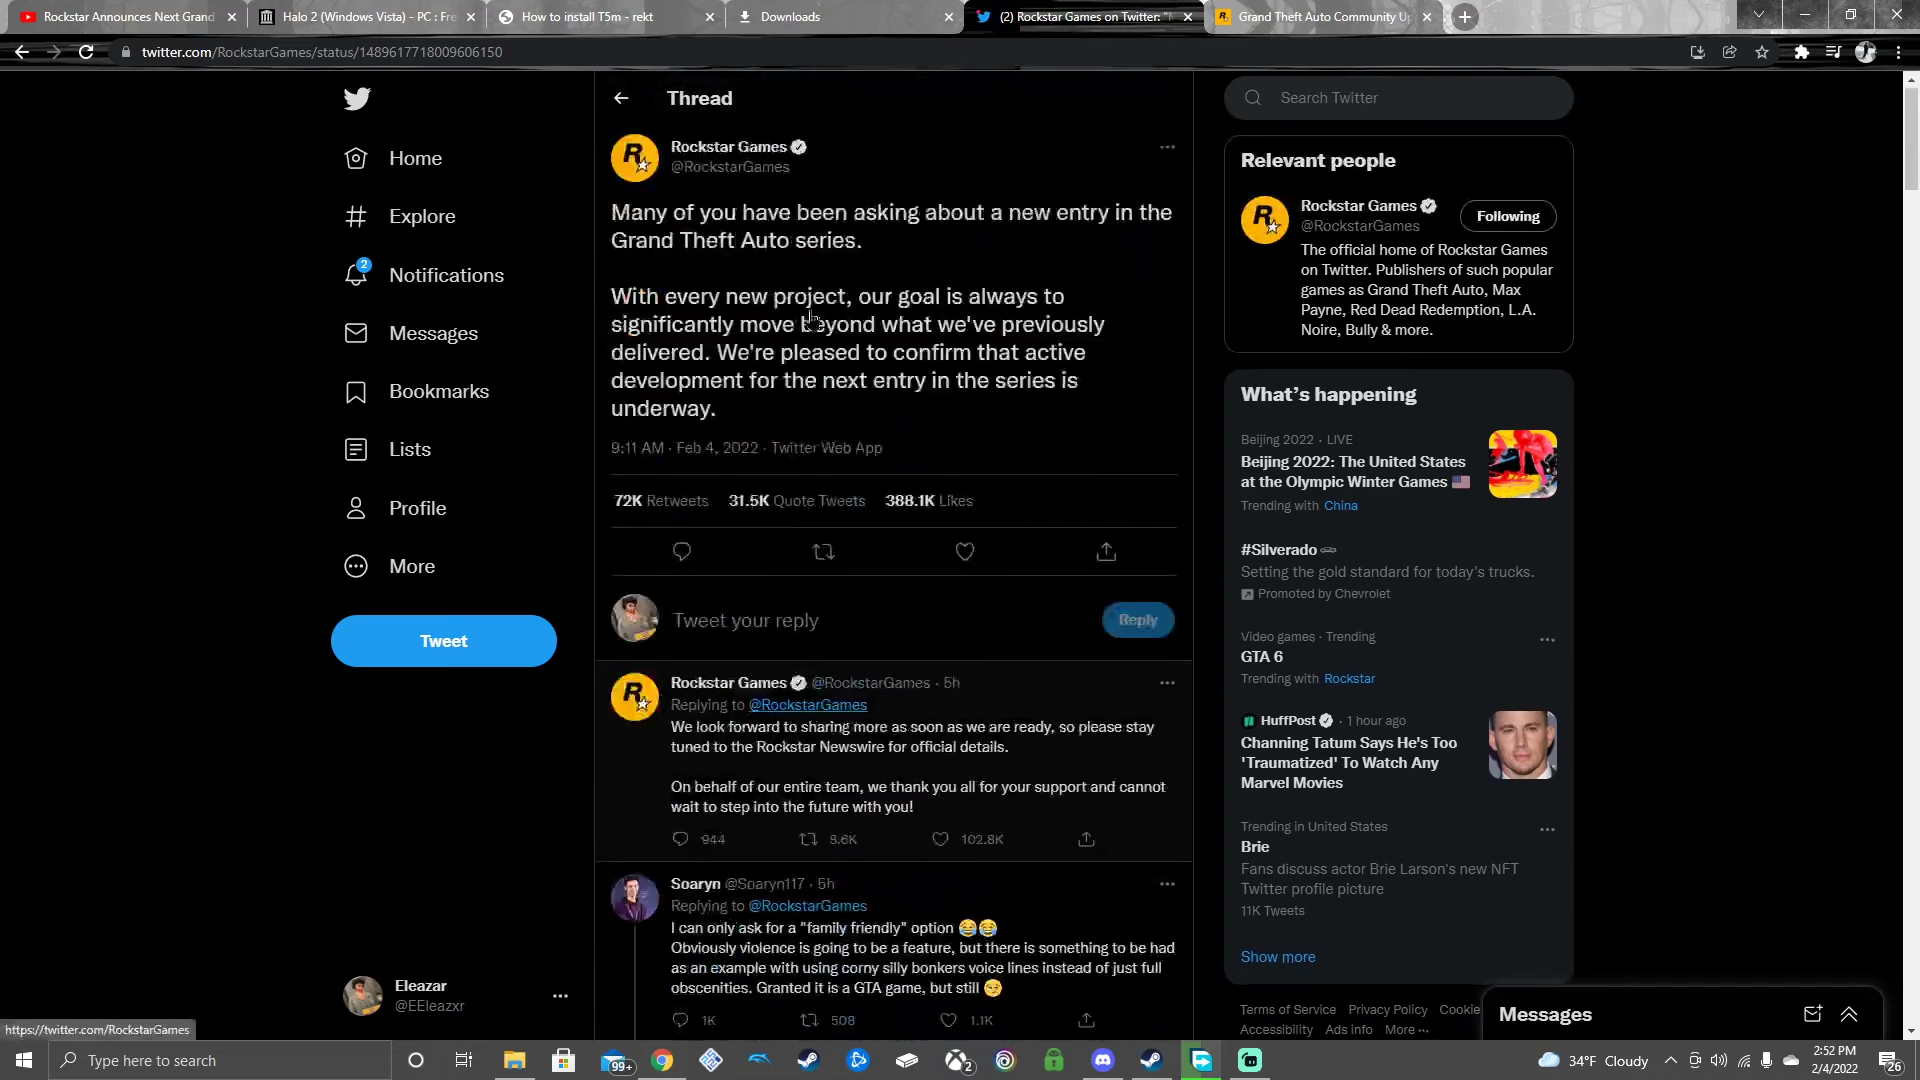 Rockstar Announces Next Grand
Halo 2 (Windows Vista) - PC : Fre
How to install T5m - rekt
Downloads
(2) Rockstar Games on Twitter: "
Grand Theft Auto Community U
twitter.com/RockstarGames/status/1489617718009606150
Home
Explore
2
Notifications
Messages
Bookmarks
Lists
Profile
More
Tweet
Eleazar
@EEleazxr
https://twitter.com/RockstarGames
Thread
Rockstar Games
@RockstarGames
Many of you have been asking about a new entry in the
Grand Theft Auto series.
With every new project, our goal is always to
significantly move beyond what we've previously
delivered. We're pleased to confirm that active
development for the next entry in the series is
underway.
9:11 AM · Feb 4, 2022 · Twitter Web App
72K Retweets 31.5K Quote Tweets 388.1K Likes
Tweet your reply
Reply
Rockstar Games @RockstarGames · 5h
Replying to @RockstarGames
We look forward to sharing more as soon as we are ready, so please stay
tuned to the Rockstar Newswire for official details.
On behalf of our entire team, we thank you all for your support and cannot
wait to step into the future with you!
944 8.6K 102.8K
Soaryn @Soaryn117 · 5h
Replying to @RockstarGames
I can only ask for a "family friendly" option 😂😂
Obviously violence is going to be a feature, but there is something to be had
as an example with using corny silly bonkers voice lines instead of just full
obscenities. Granted it is a GTA game, but still 😏
1K 508 1.1K
Search Twitter
Relevant people
Rockstar Games
@RockstarGames
Following
The official home of Rockstar Games
on Twitter. Publishers of such popular
games as Grand Theft Auto, Max
Payne, Red Dead Redemption, L.A.
Noire, Bully & more.
What's happening
Beijing 2022 · LIVE
Beijing 2022: The United States
at the Olympic Winter Games 🇺🇸
Trending with China
#Silverado
Setting the gold standard for today's trucks.
Promoted by Chevrolet
Video games · Trending
GTA 6
Trending with Rockstar
HuffPost · 1 hour ago
Channing Tatum Says He's Too
'Traumatized' To Watch Any
Marvel Movies
Trending in United States
Brie
Fans discuss actor Brie Larson's new NFT
Twitter profile picture
11K Tweets
Show more
Terms of Service Privacy Policy Cookie
Accessibility Ads info More ···
Messages
Type here to search
99+
2
34°F Cloudy
2:52 PM
2/4/2022
26